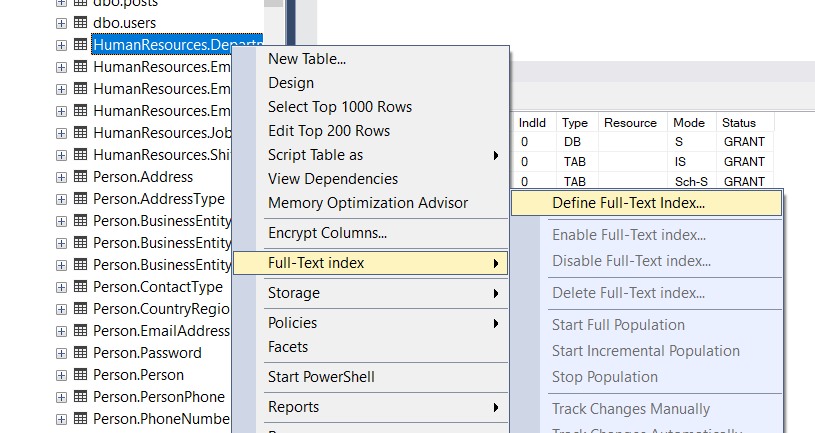 dbo.posts
dbo.users
HumanResources.Departm
HumanResources.Em
HumanResources.Em
HumanResources.Em
HumanResources.Job
HumanResources.Shi
Person.Address
Person.AddressType
Person.BusinessEntity
Person.BusinessEntity
Person.BusinessEntity
Person.ContactType
Person.CountryRegio
Person.EmailAddress
Person.Password
Person.Person
Person.PersonPhone
Person.PhoneNumbe
New Table...
Design
Select Top 1000 Rows
Edit Top 200 Rows
Script Table as
View Dependencies
Memory Optimization Advisor
Encrypt Columns...
Full-Text index
Storage
Policies
Facets
Start PowerShell
Reports
IndId Type Resource Mode Status
0 DB S GRANT
0 TAB IS GRANT
0 TAB Sch-S GRANT
Define Full-Text Index...
Enable Full-Text index...
Disable Full-Text index...
Delete Full-Text index...
Start Full Population
Start Incremental Population
Stop Population
Track Changes Manually
Track Changes Automatically